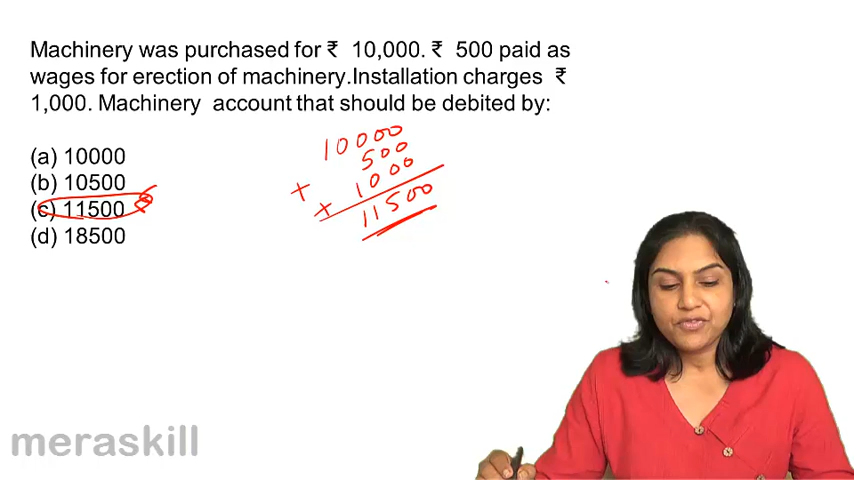 Machinery was purchased for ₹ 10,000. ₹ 500 paid as
wages for erection of machinery.Installation charges ₹
1,000. Machinery account that should be debited by:
(a) 10000
(b) 10500
(c) 11500
(d) 18500
10000
500
+ 1000
+
11500
meraskill